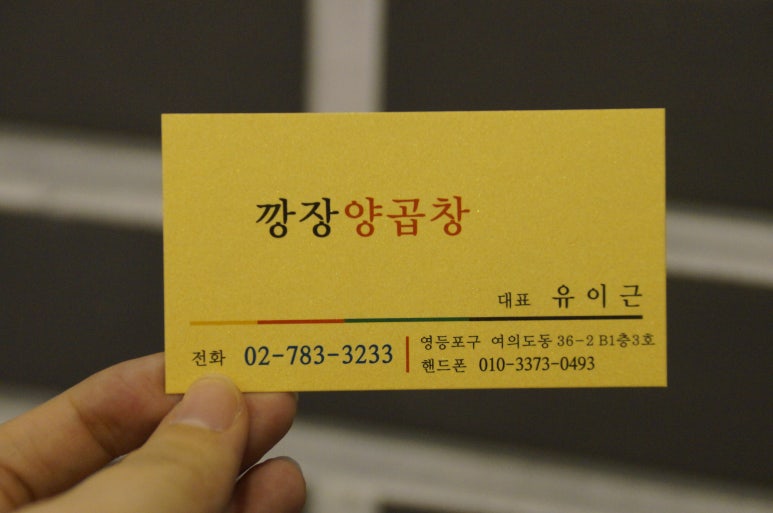 깡장양곱창
대표 유이근
전화 02-783-3233
영등포구 여의도동 36-2 B1층3호
핸드폰 010-3373-0493